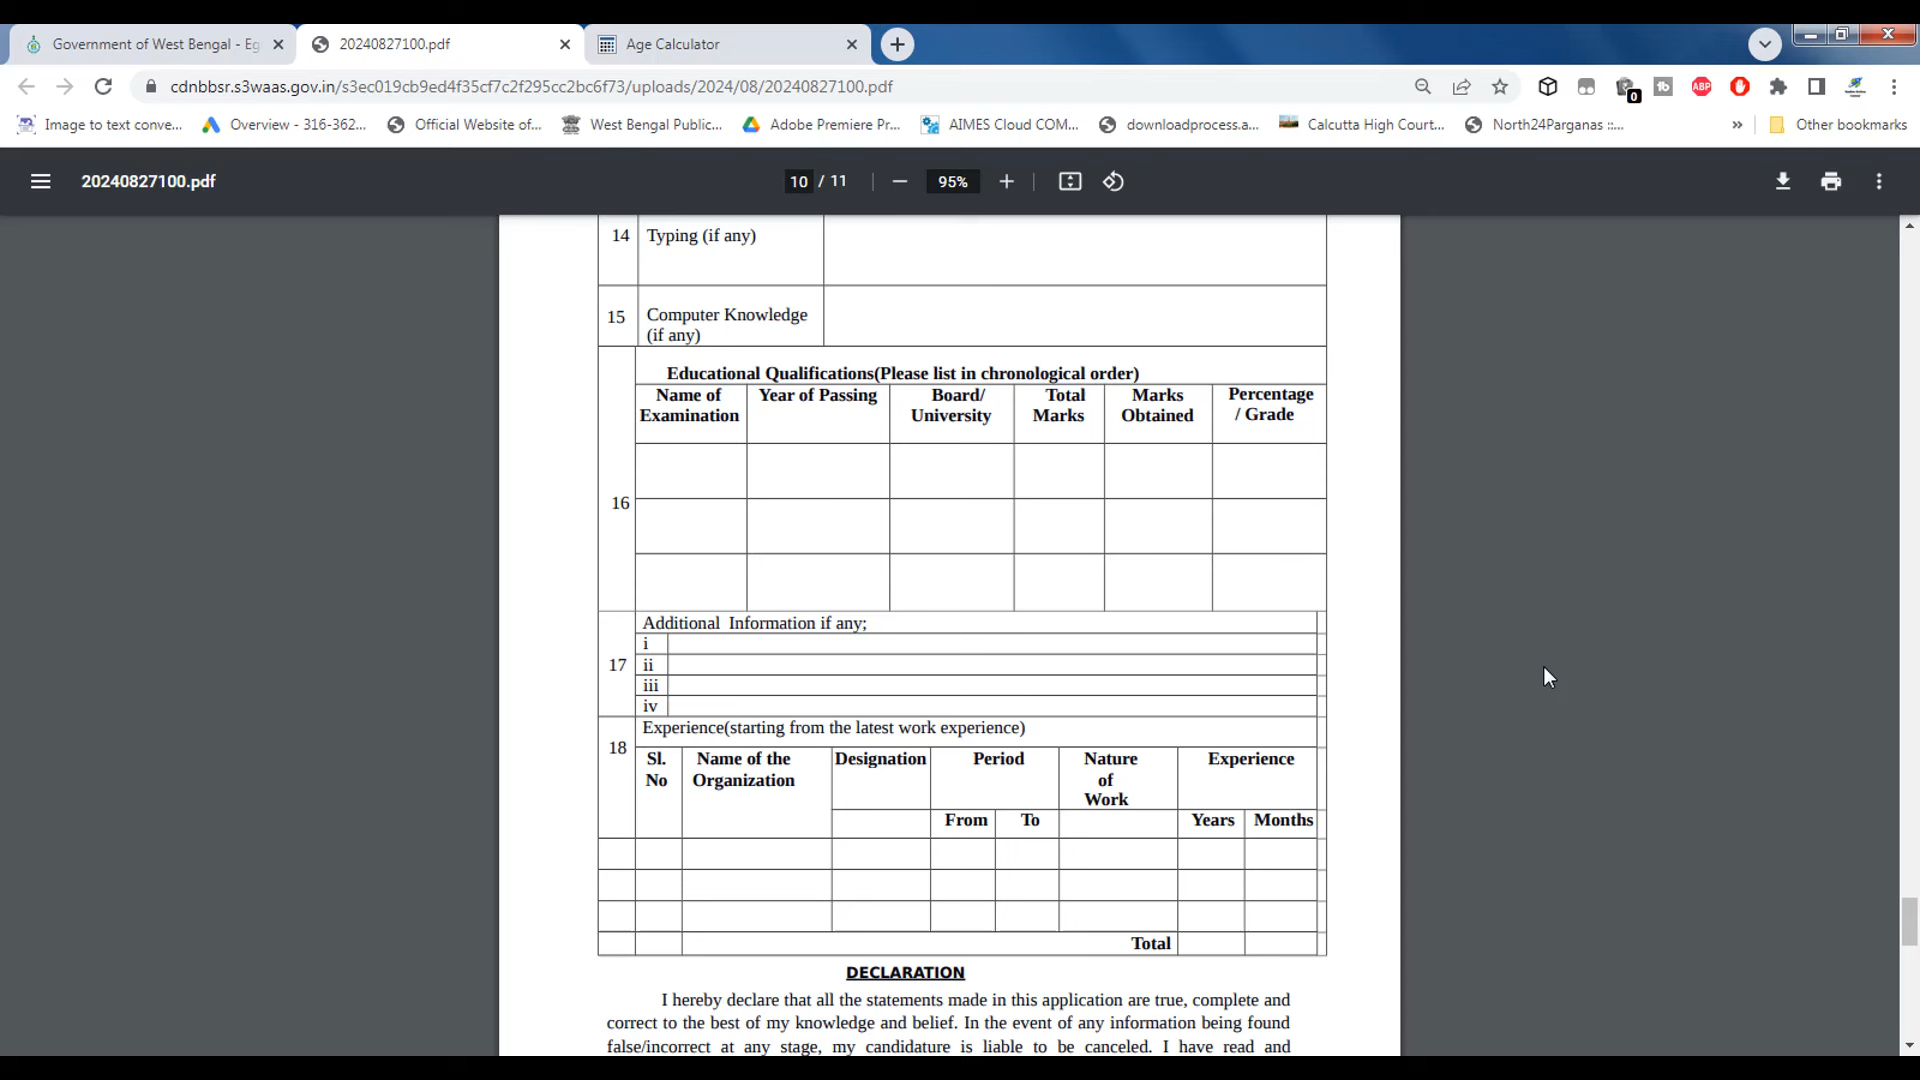 Government of West Bengal - Eg
20240827100.pdf
Age Calculator
cdnbbsr.s3waas.gov.in/s3ec019cb9ed4f35cf7c2f295cc2bc6f73/uploads/2024/08/20240827100.pdf
ABP
0
Image to text conve...
Overview - 316-362...
Official Website of...
West Bengal Public...
Adobe Premiere Pr...
AIMES Cloud COM...
downloadprocess.a...
Calcutta High Court...
North24Parganas ::...
»
Other bookmarks
20240827100.pdf
10 / 11
95%
14 Typing (if any)
15 Computer Knowledge
(if any)
16
Educational Qualifications(Please list in chronological order)
Name of Examination
Year of Passing
Board/ University
Total Marks
Marks Obtained
Percentage / Grade
17
Additional Information if any;
i
ii
iii
iv
18
Experience(starting from the latest work experience)
Sl. No
Name of the Organization
Designation
Period
Nature of Work
Experience
From To Years Months
Total
DECLARATION
I hereby declare that all the statements made in this application are true, complete and
correct to the best of my knowledge and belief. In the event of any information being found
false/incorrect at any stage, my candidature is liable to be canceled. I have read and